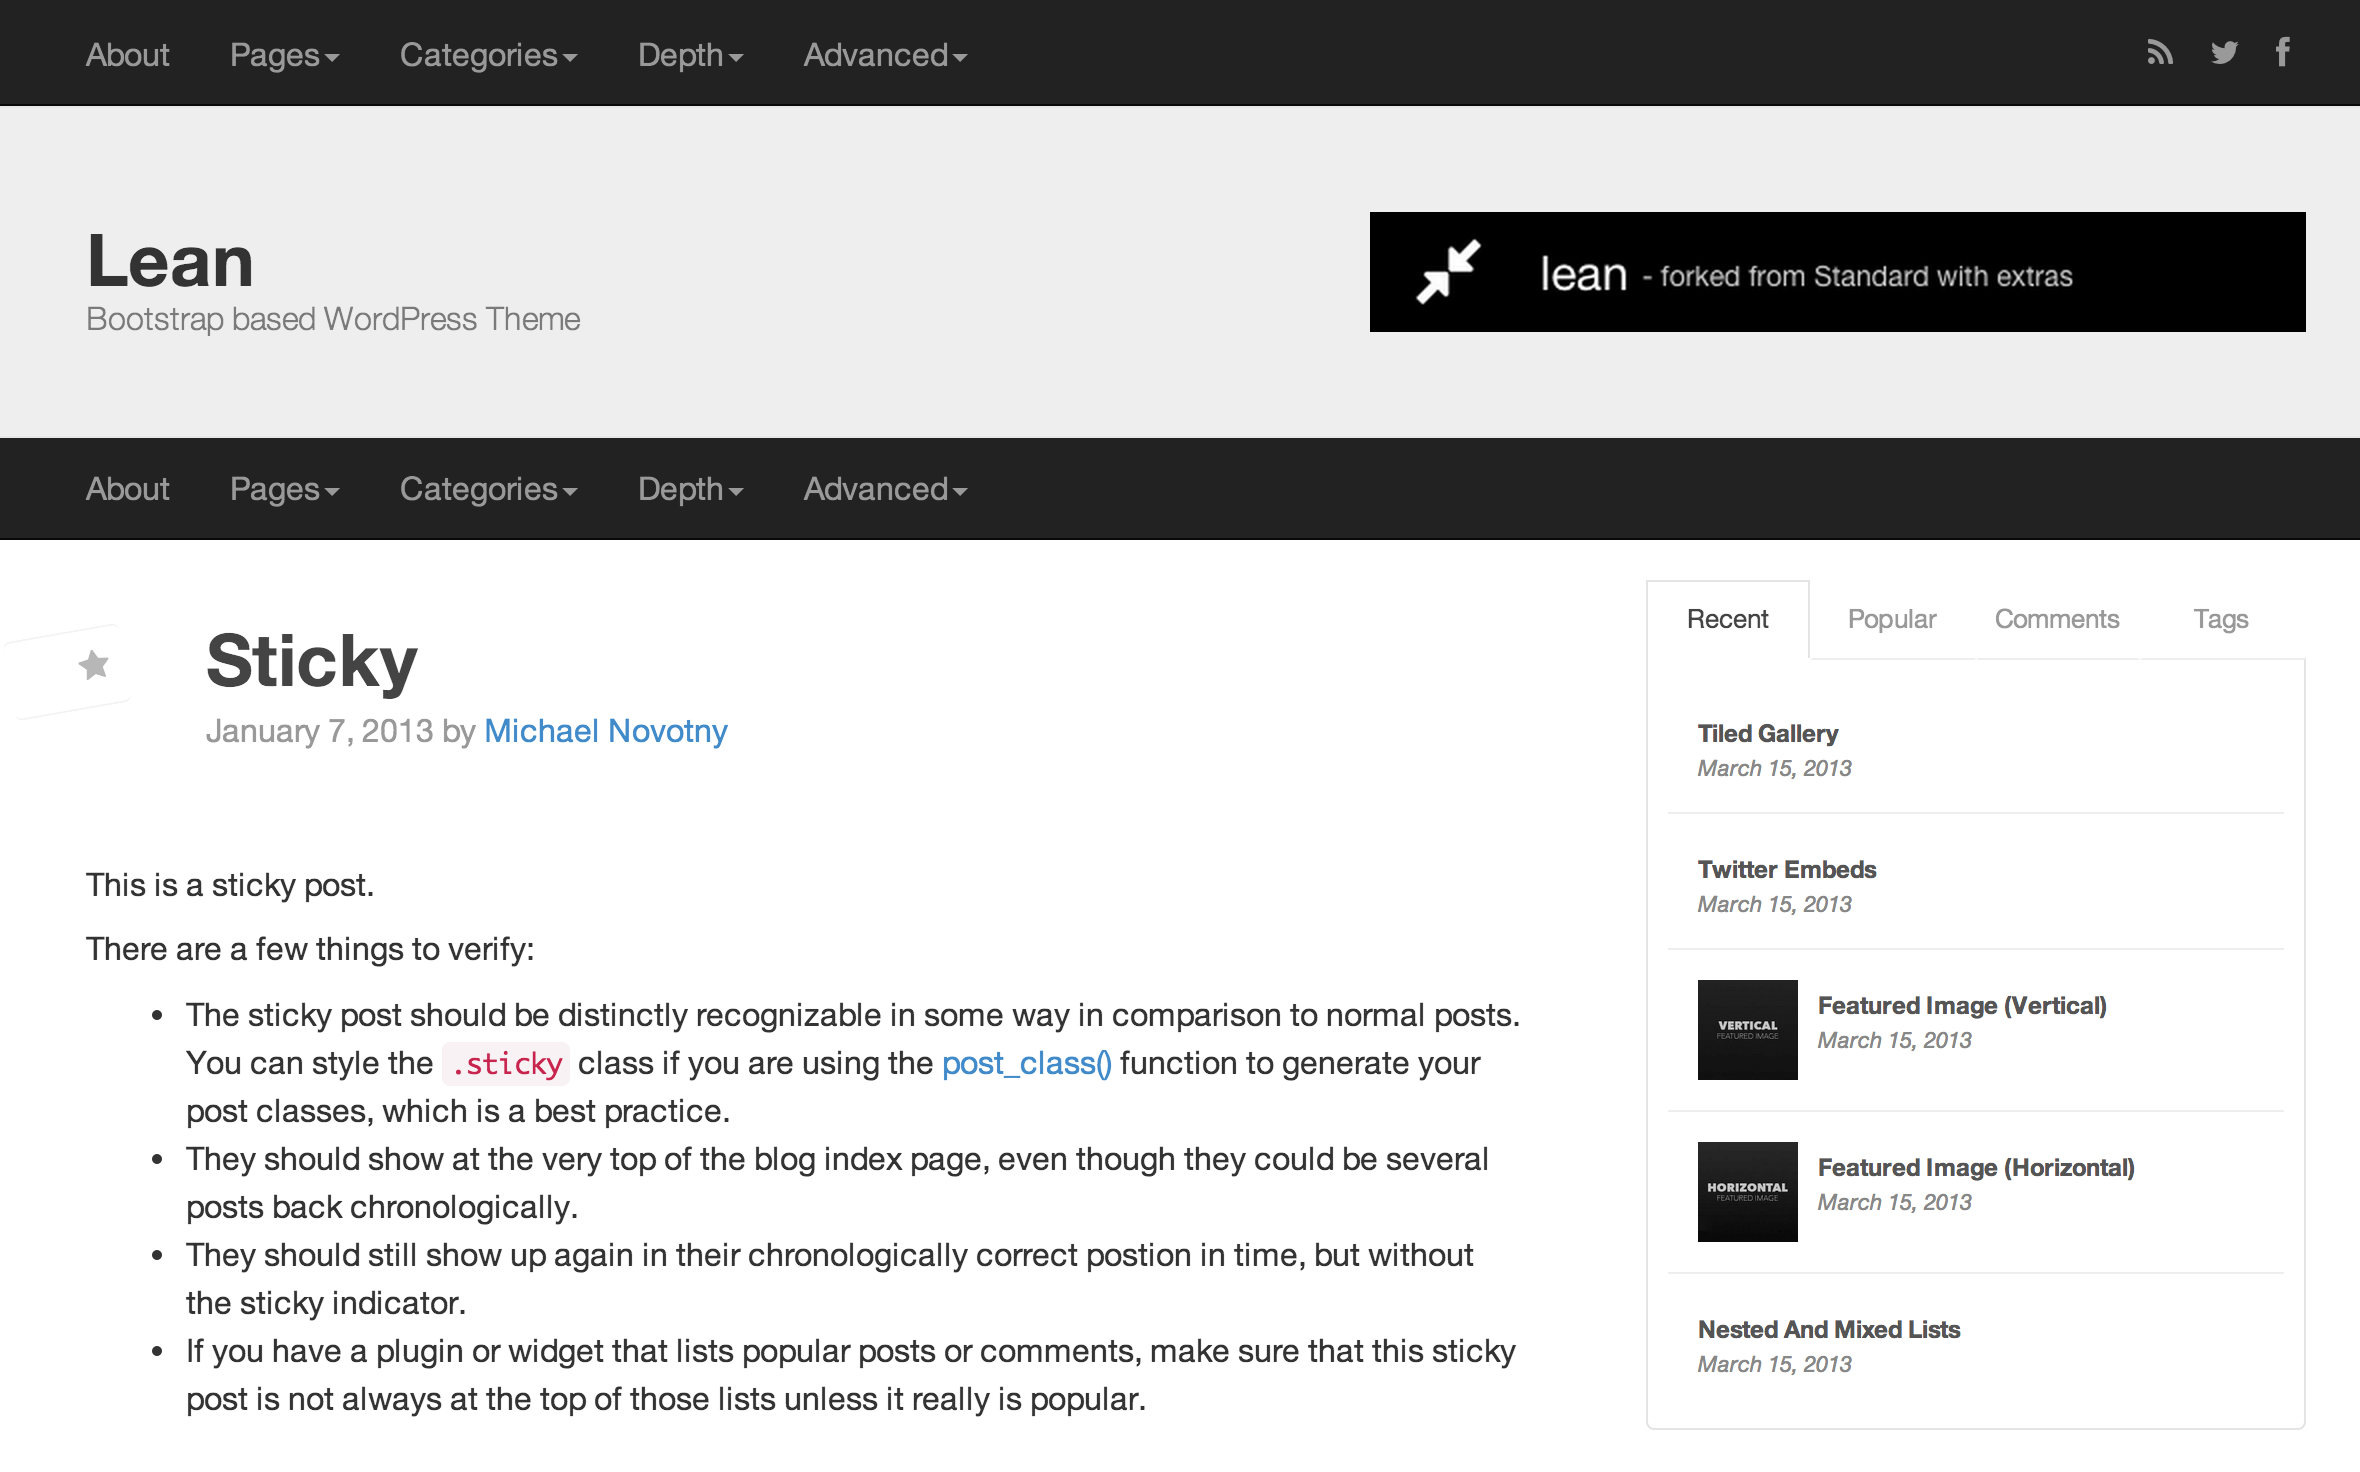 About Pages Categories Depth Advanced
Lean
Bootstrap based WordPress Theme
lean - forked from Standard with extras
About Pages Categories Depth Advanced
Sticky
January 7, 2013 by Michael Novotny
This is a sticky post.
There are a few things to verify:
• The sticky post should be distinctly recognizable in some way in comparison to normal posts.
You can style the .sticky class if you are using the post_class() function to generate your
post classes, which is a best practice.
• They should show at the very top of the blog index page, even though they could be several
posts back chronologically.
• They should still show up again in their chronologically correct postion in time, but without
the sticky indicator.
• If you have a plugin or widget that lists popular posts or comments, make sure that this sticky
post is not always at the top of those lists unless it really is popular.
Recent Popular Comments Tags
Tiled Gallery
March 15, 2013
Twitter Embeds
March 15, 2013
VERTICAL
FEATURED IMAGE
Featured Image (Vertical)
March 15, 2013
HORIZONTAL
FEATURED IMAGE
Featured Image (Horizontal)
March 15, 2013
Nested And Mixed Lists
March 15, 2013